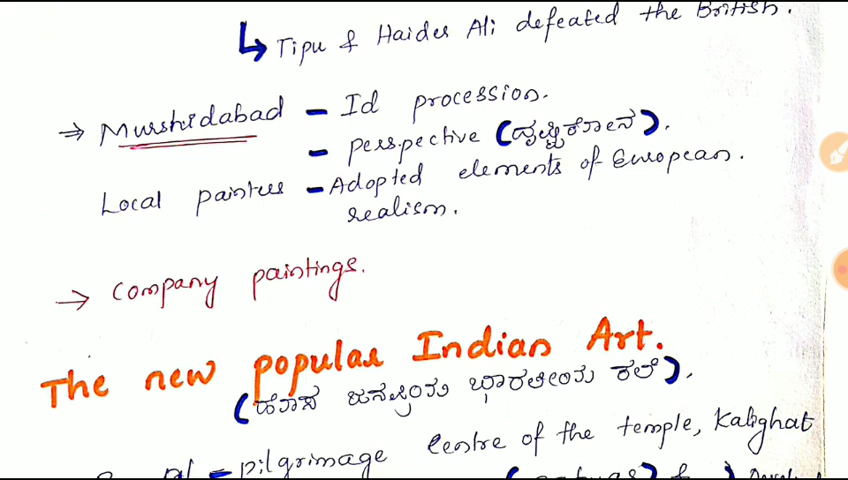 ↳ Tipu & Haider Ali defeated the British.
⇒ Murshidabad - Id procession.
- perspective (ದೃಷ್ಟಿಕೋನ).
Local painters - Adopted elements of European
realism.
→ Company paintings.
The new popular Indian Art.
(ಹೊಸ ಜನಪ್ರಿಯ ಭಾರತೀಯ ಕಲೆ).
- pilgrimage centre of the temple, Kalighat